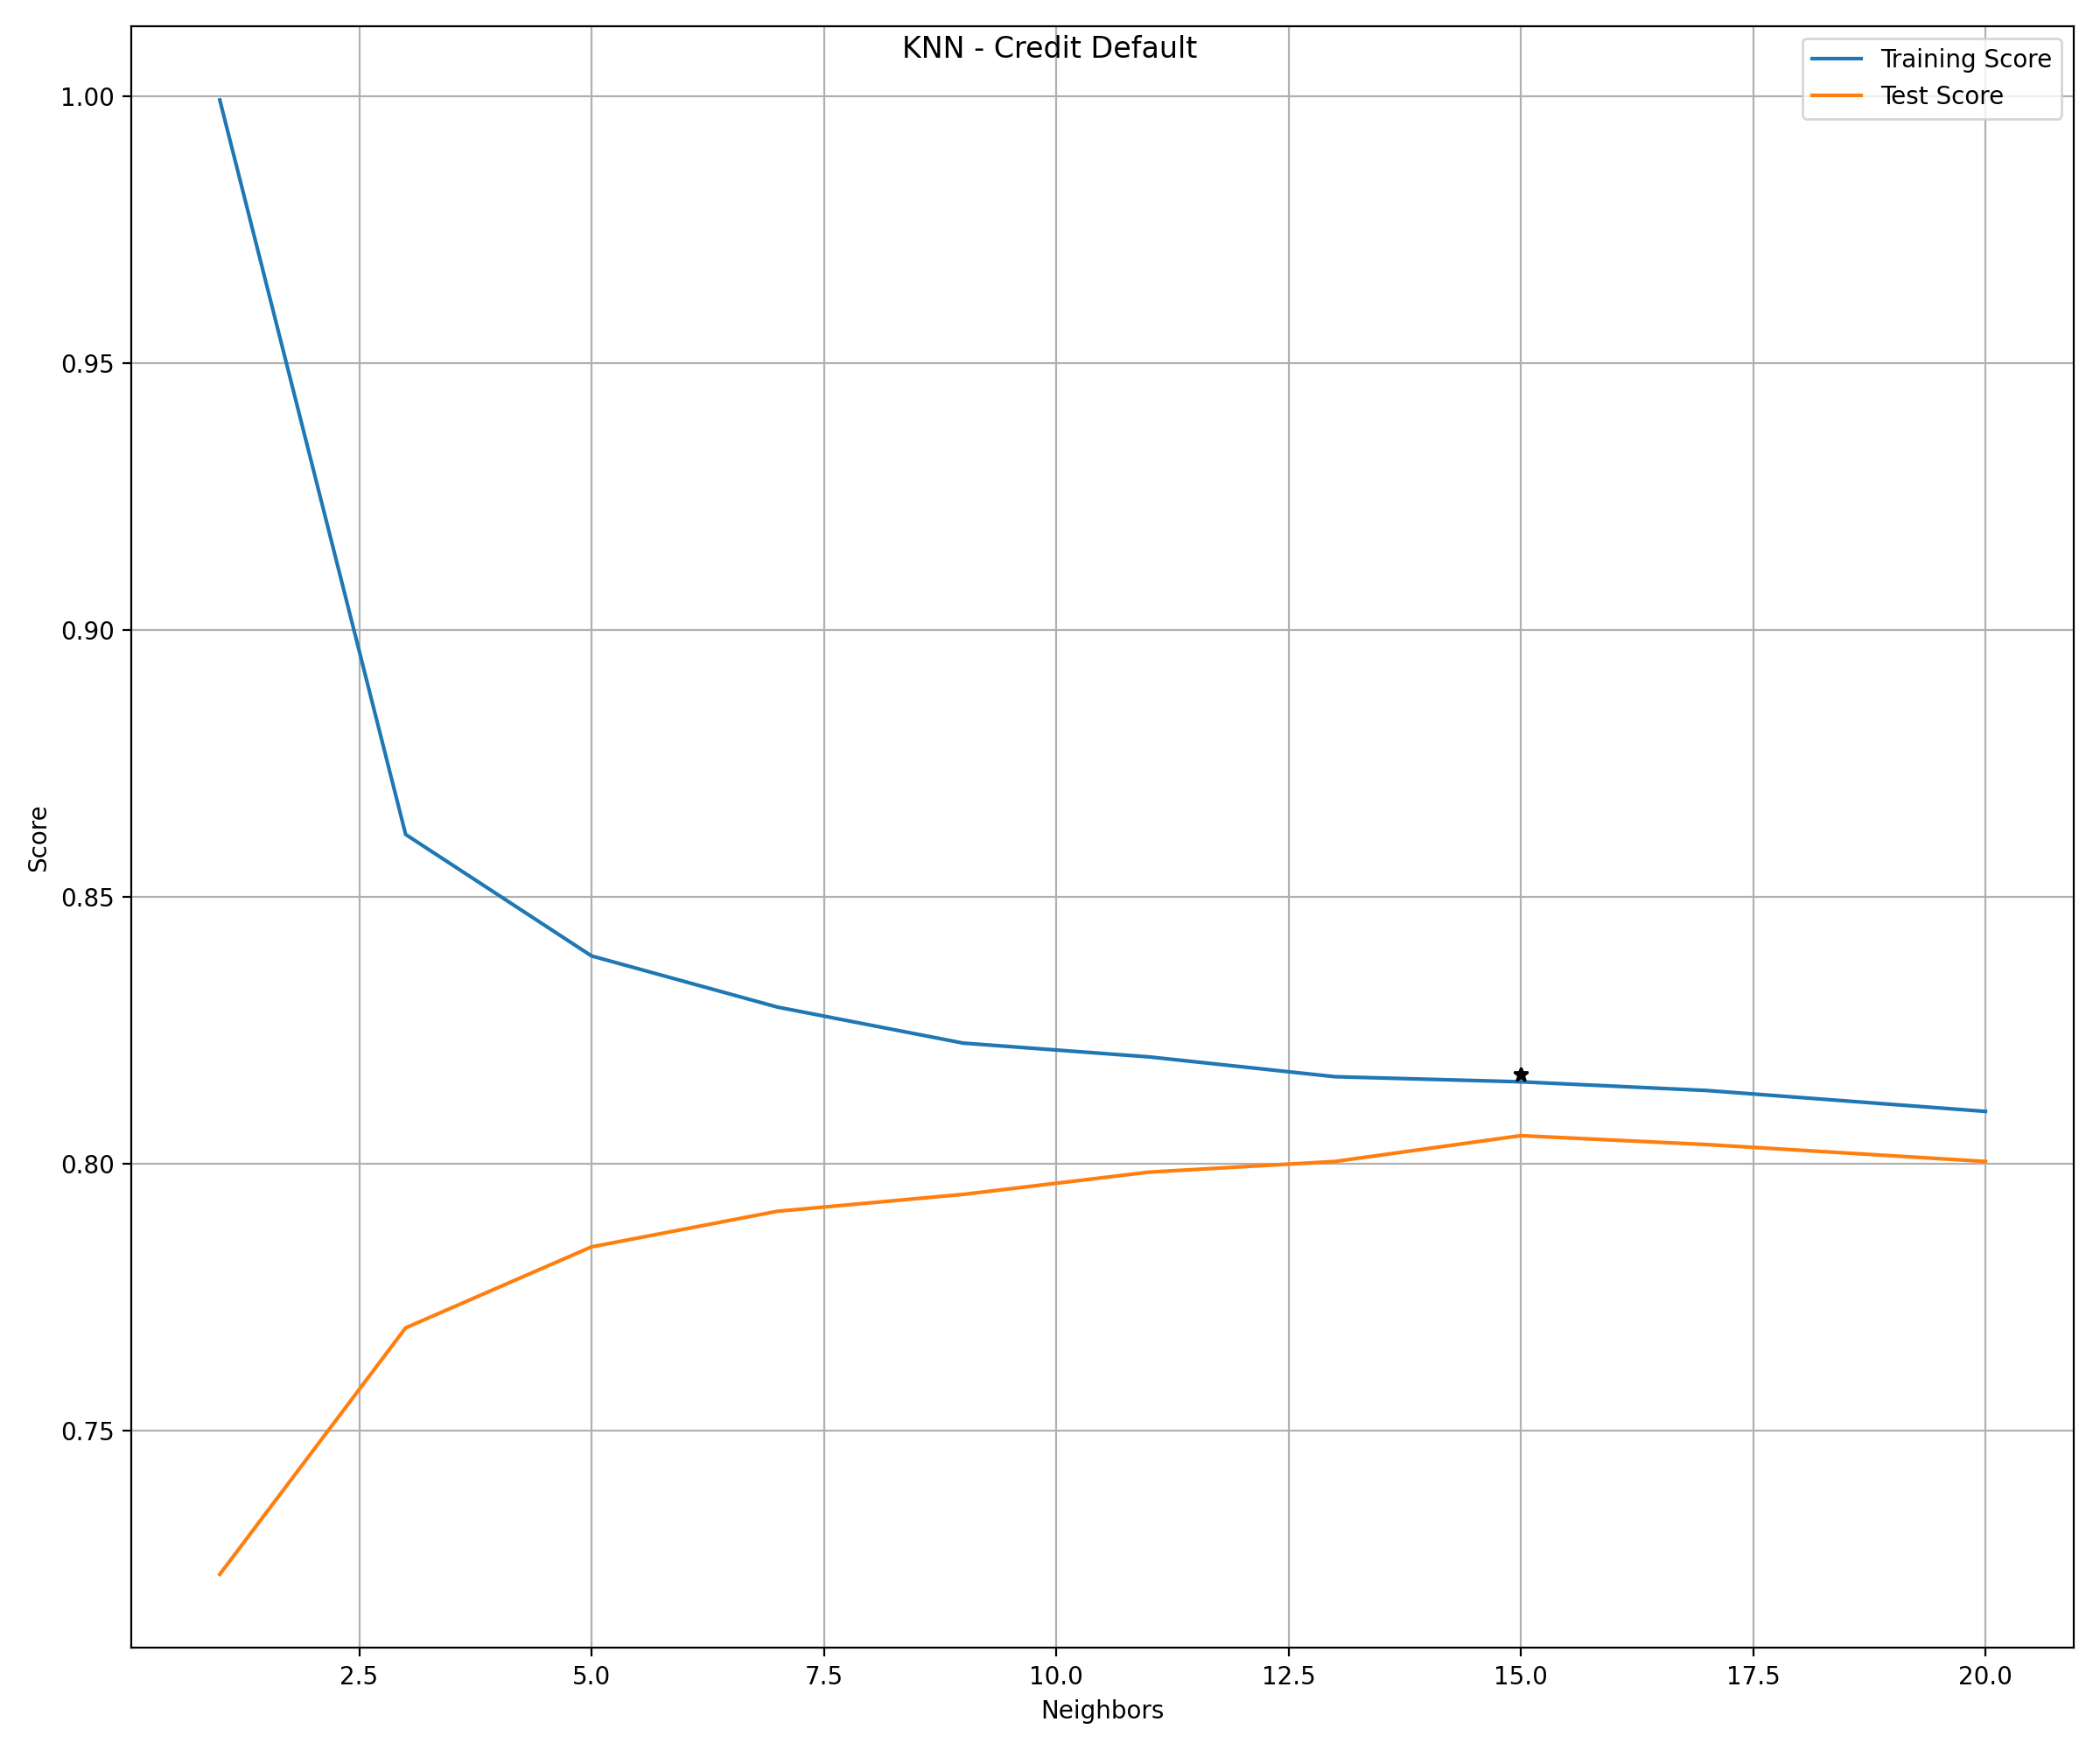 KNN - Credit Default
Training Score
Test Score
1.00
0.95
0.90
0.85
0.80
0.75
Score
2.5 5.0 7.5 10.0 12.5 15.0 17.5 20.0
Neighbors